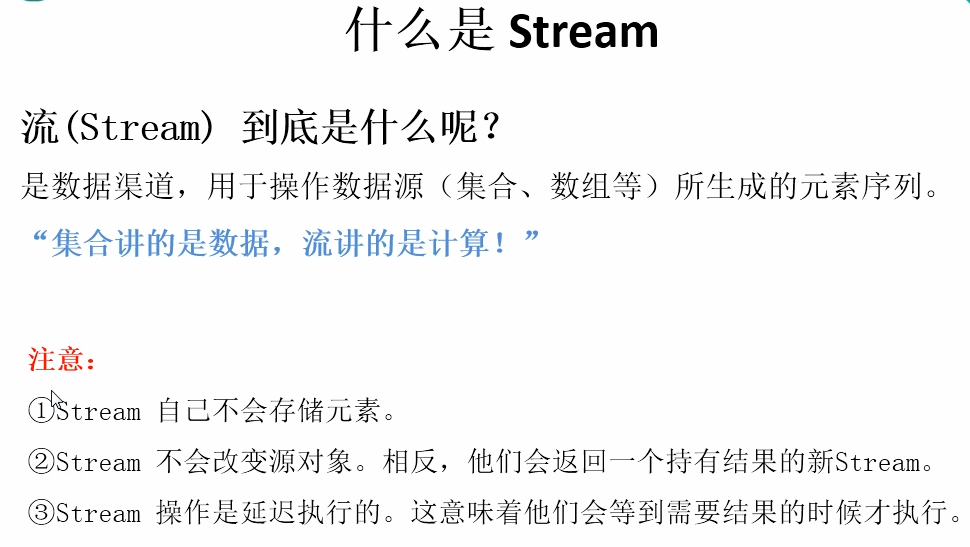 什么是 Stream
流(Stream) 到底是什么呢？
是数据渠道，用于操作数据源（集合、数组等）所生成的元素序列。
“集合讲的是数据，流讲的是计算！”
注意：
①Stream 自己不会存储元素。
②Stream 不会改变源对象。相反，他们会返回一个持有结果的新Stream。
③Stream 操作是延迟执行的。这意味着他们会等到需要结果的时候才执行。